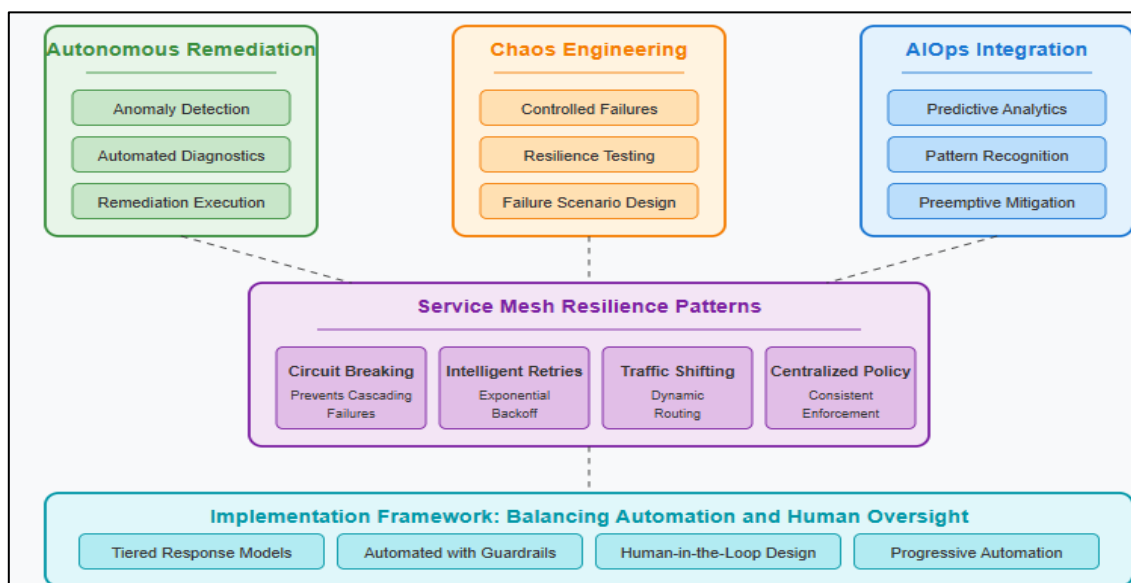 Autonomous Remediation
Anomaly Detection
Automated Diagnostics
Remediation Execution
Chaos Engineering
Controlled Failures
Resilience Testing
Failure Scenario Design
AIOps Integration
Predictive Analytics
Pattern Recognition
Preemptive Mitigation
Service Mesh Resilience Patterns
Circuit Breaking
Prevents Cascading
Failures
Intelligent Retries
Exponential
Backoff
Traffic Shifting
Dynamic
Routing
Centralized Policy
Consistent
Enforcement
Implementation Framework: Balancing Automation and Human Oversight
Tiered Response Models
Automated with Guardrails
Human-in-the-Loop Design
Progressive Automation